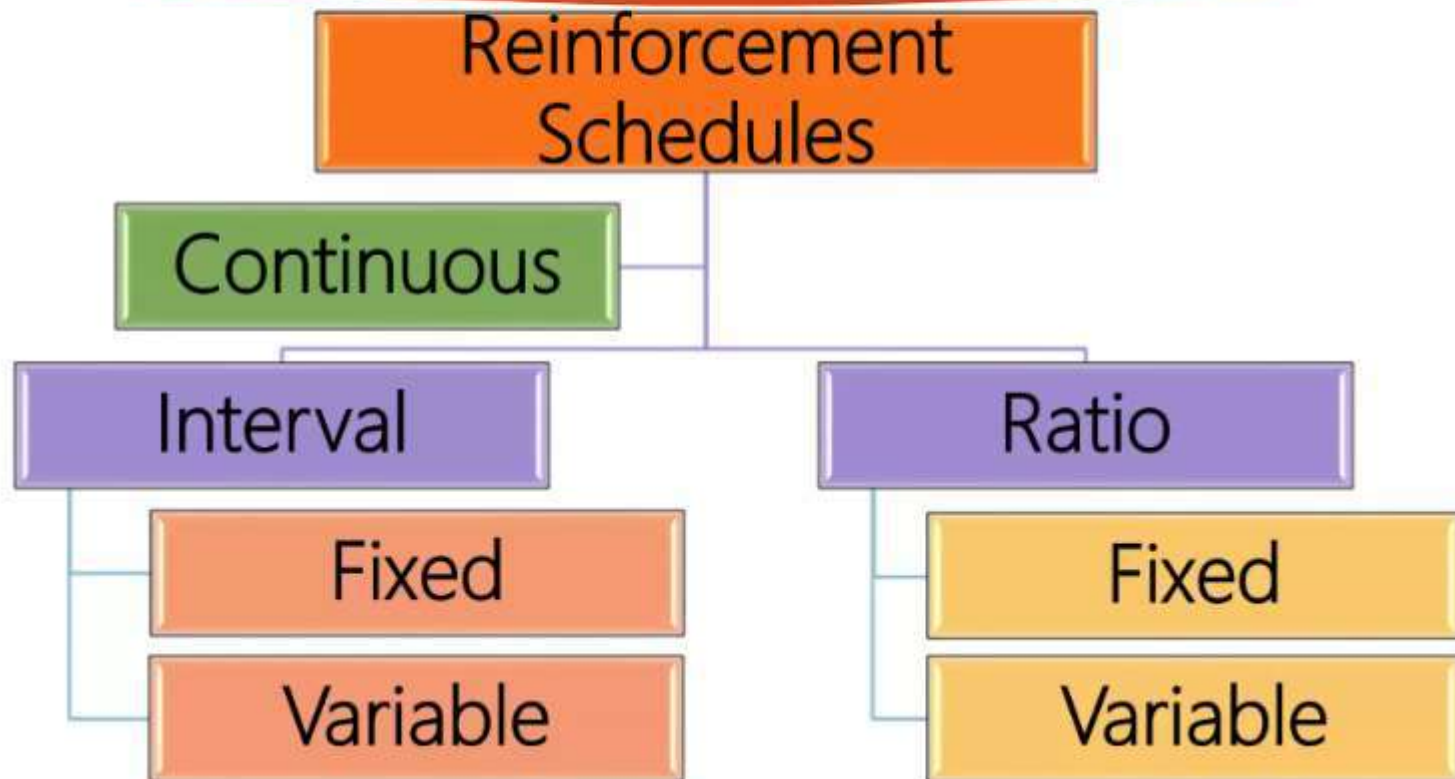 Reinforcement
Schedules
Continuous
Interval
Ratio
Fixed
Fixed
Variable
Variable